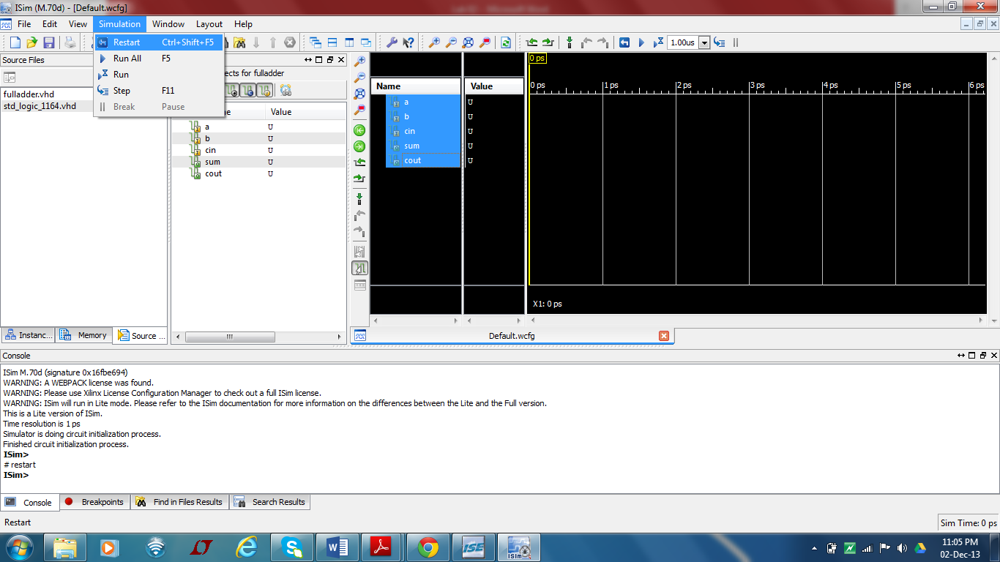 ISim (M.70d) - [Default.wcfg]
File Edit View Simulation Window Layout Help
Restart Ctrl+Shift+F5
Run All F5
Run
Step F11
Break Pause
1.00us
Source Files
fulladder.vhd
std_logic_1164.vhd
ects for fulladder
Value
a U
b U
cin U
sum U
cout U
Instanc... Memory Source ...
Name Value
a U
b U
cin U
sum U
cout U
0 ps
0 ps 1 ps 2 ps 3 ps 4 ps 5 ps 6 ps
X1: 0 ps
Default.wcfg
Console
ISim M.70d (signature 0x16fbe694)
WARNING: A WEBPACK license was found.
WARNING: Please use Xilinx License Configuration Manager to check out a full ISim license.
WARNING: ISim will run in Lite mode. Please refer to the ISim documentation for more information on the differences between the Lite and the Full version.
This is a Lite version of ISim.
Time resolution is 1 ps
Simulator is doing circuit initialization process.
Finished circuit initialization process.
ISim>
# restart
ISim>
Console Breakpoints Find in Files Results Search Results
Restart
Sim Time: 0 ps
ISE
ISim
11:05 PM
02-Dec-13